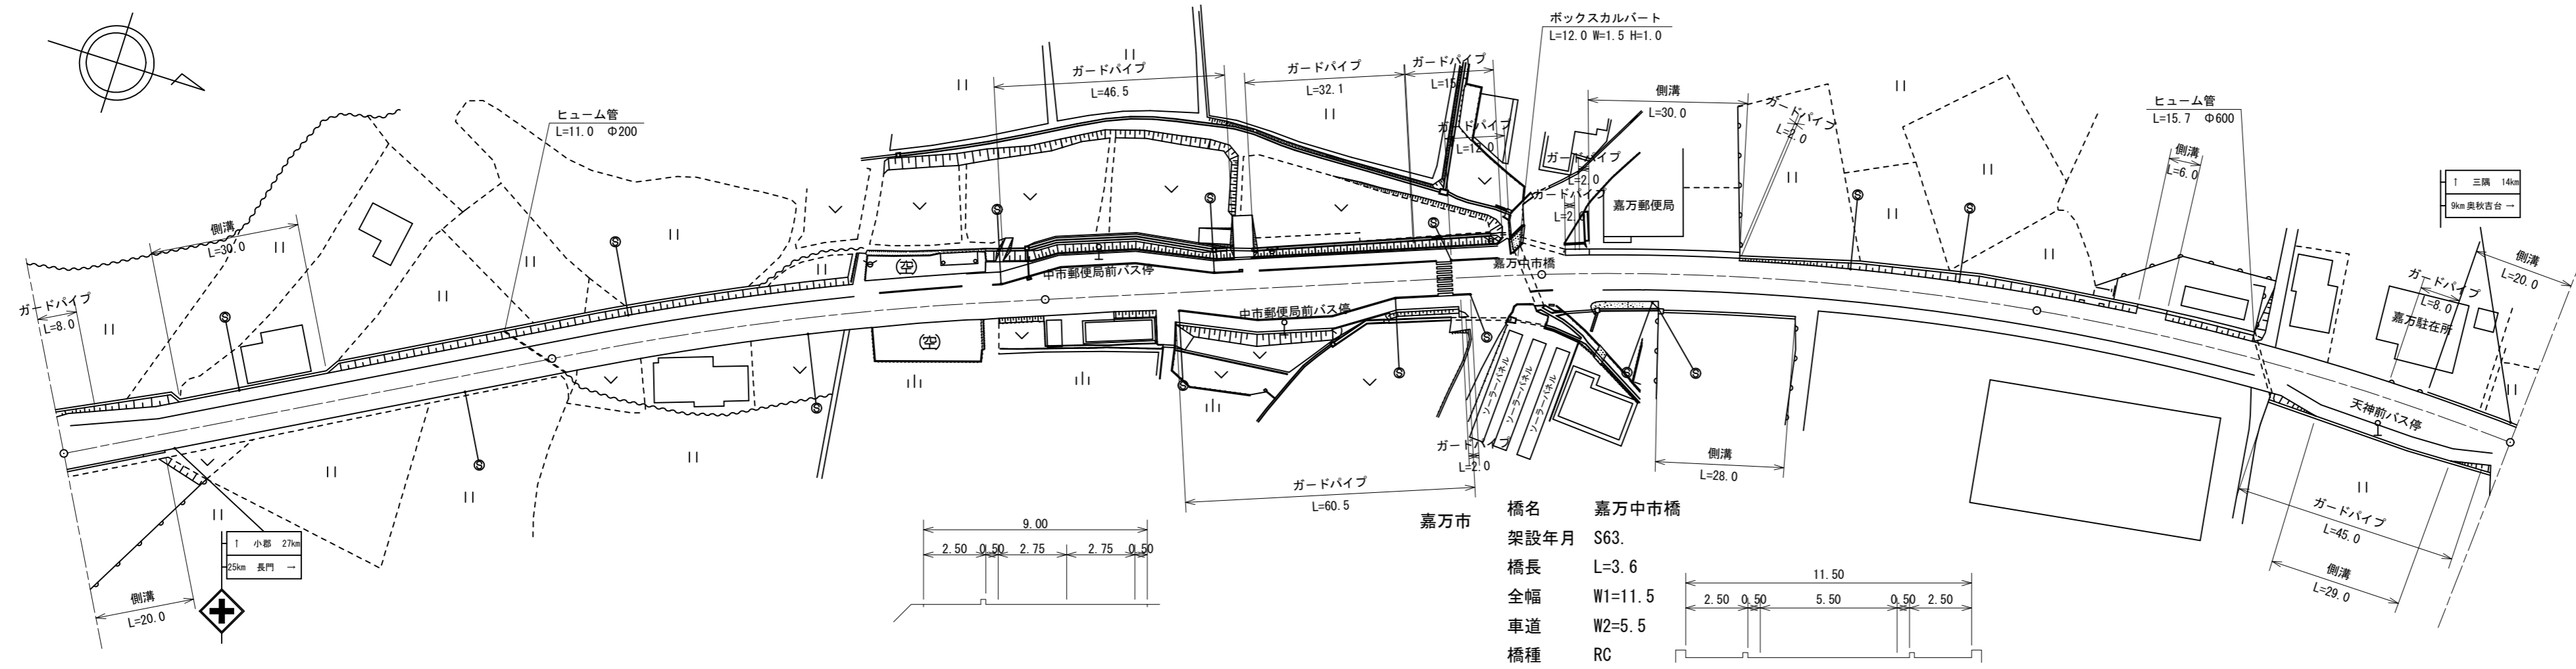 ボックスカルバート
L=12.0 W=1.5 H=1.0
ガードパイプ
L=46.5
ガードパイプ
L=32.1
ガードパイプ
側溝
L=30.0
ガードパイプ
L=2.0
ヒューム管
L=11.0 Φ200
ヒューム管
L=15.7 Φ600
側溝
L=6.0
↑ 三隅 14km
9km 奥秋吉台 →
ガードパイプ
L=12.0
ガードパイプ
L=2.0
ガードパイプ
嘉万郵便局
側溝
L=30.0
ガードパイプ
L=8.0
(空)
中市郵便局前バス停
嘉万中市橋
側溝
L=20.0
ガードパイプ
L=8.0
嘉万駐在所
中市郵便局前バス停
(空)
ソーラーパネル
ソーラーパネル
ソーラーパネル
天神前バス停
ガードパイプ
L=2.0
側溝
L=28.0
ガードパイプ
L=60.5
ガードパイプ
L=45.0
側溝
L=29.0
↑ 小郡 27km
25km 長門 →
側溝
L=20.0
嘉万市
9.00
2.50 0.50 2.75 2.75 0.50
橋名 嘉万中市橋
架設年月 S63.
橋長 L=3.6
全幅 W1=11.5
車道 W2=5.5
橋種 RC
11.50
2.50 0.50 5.50 0.50 2.50